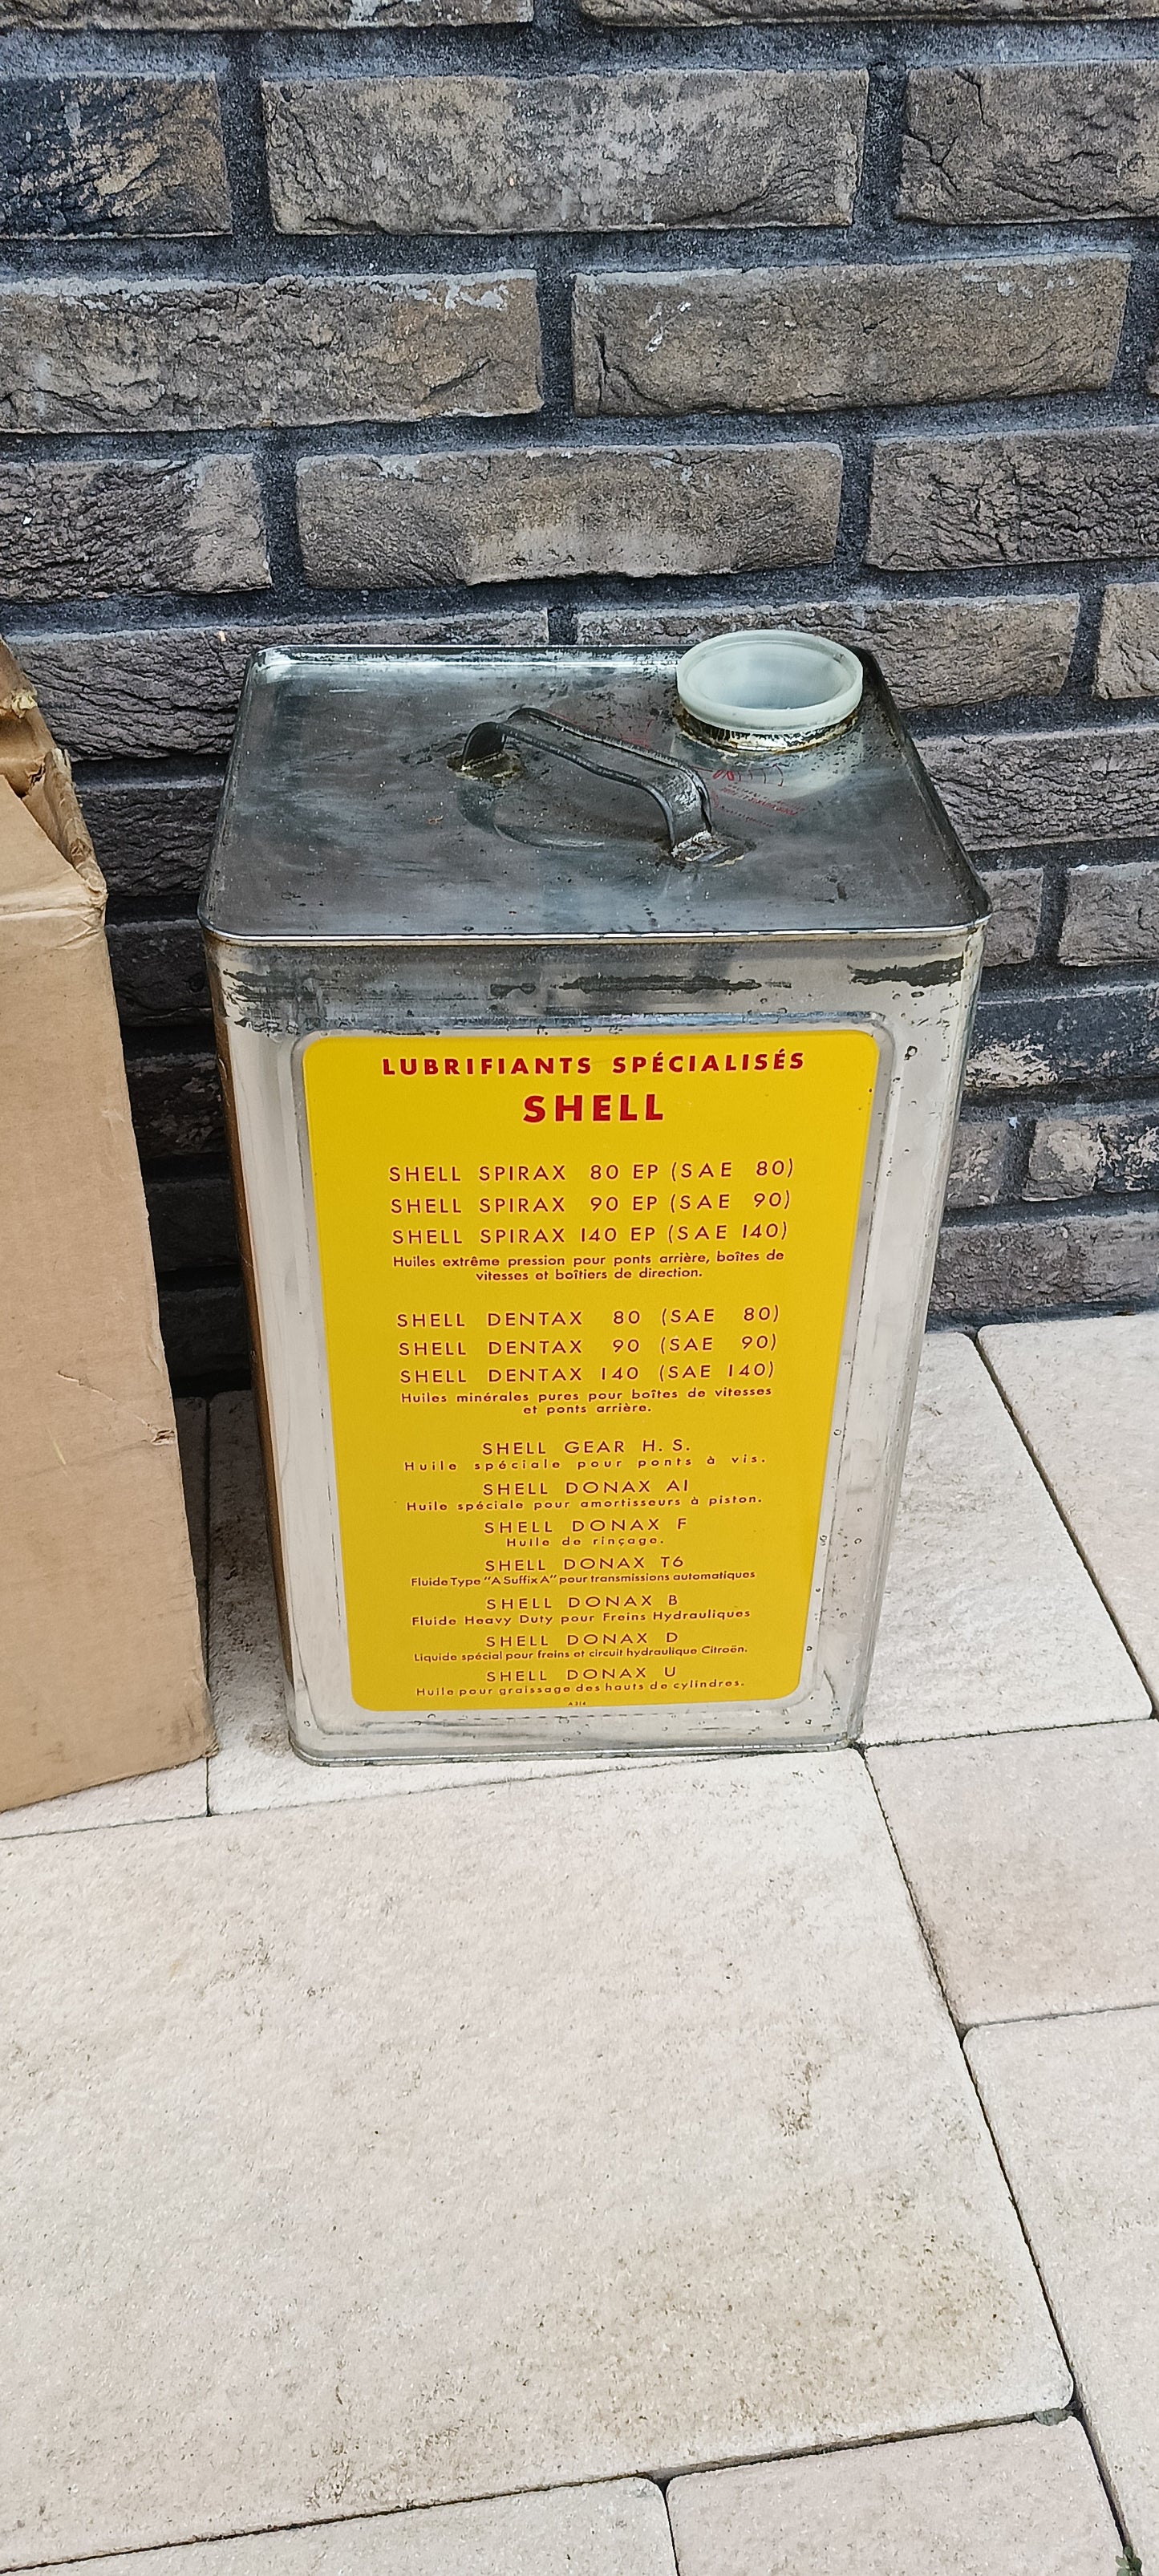 LUBRIFIANTS SPÉCIALISÉS
SHELL
SHELL SPIRAX 80 EP (SAE 80)
SHELL SPIRAX 90 EP (SAE 90)
SHELL SPIRAX 140 EP (SAE 140)
Huiles extrême pression pour ponts arrière, boîtes de
vitesses et boîtiers de direction.
SHELL DENTAX 80 (SAE 80)
SHELL DENTAX 90 (SAE 90)
SHELL DENTAX 140 (SAE 140)
Huiles minérales pures pour boîtes de vitesses
et ponts arrière.
SHELL GEAR H. S.
Huile spéciale pour ponts à vis.
SHELL DONAX A1
Huile spéciale pour amortisseurs à piston.
SHELL DONAX F
Huile de rinçage.
SHELL DONAX T6
Fluide Type "A Suffix A" pour transmissions automatiques
SHELL DONAX B
Fluide Heavy Duty pour Freins Hydrauliques
SHELL DONAX D
Liquide spécial pour freins et circuit hydraulique Citroën.
SHELL DONAX U
Huile pour graissage des hauts de cylindres.